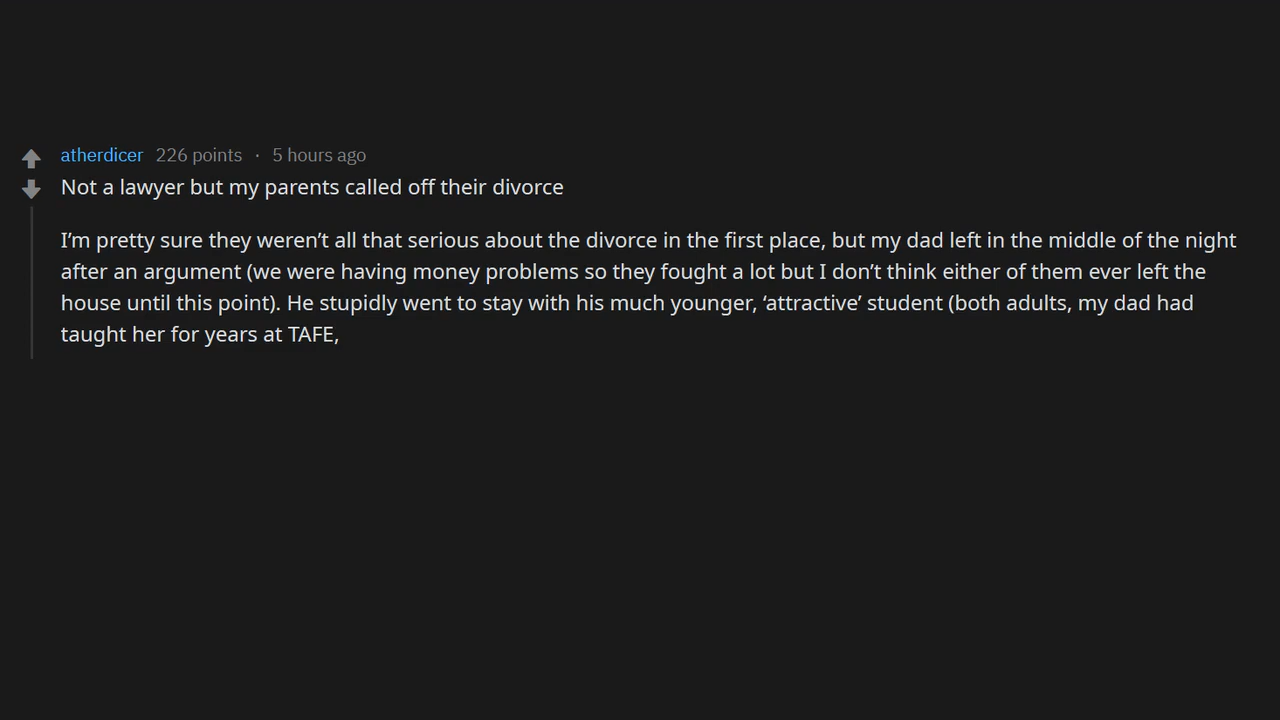 atherdicer 226 points · 5 hours ago
Not a lawyer but my parents called off their divorce
I’m pretty sure they weren’t all that serious about the divorce in the first place, but my dad left in the middle of the night
after an argument (we were having money problems so they fought a lot but I don’t think either of them ever left the
house until this point). He stupidly went to stay with his much younger, ‘attractive’ student (both adults, my dad had
taught her for years at TAFE,